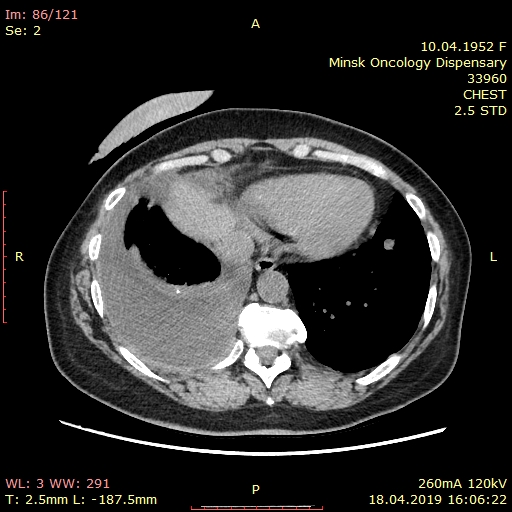 Im: 86/121
Se: 2
A
10.04.1952 F
Minsk Oncology Dispensary
33960
CHEST
2.5 STD
R
L
WL: 3 WW: 291
T: 2.5mm L: -187.5mm
P
260mA 120kV
18.04.2019 16:06:22